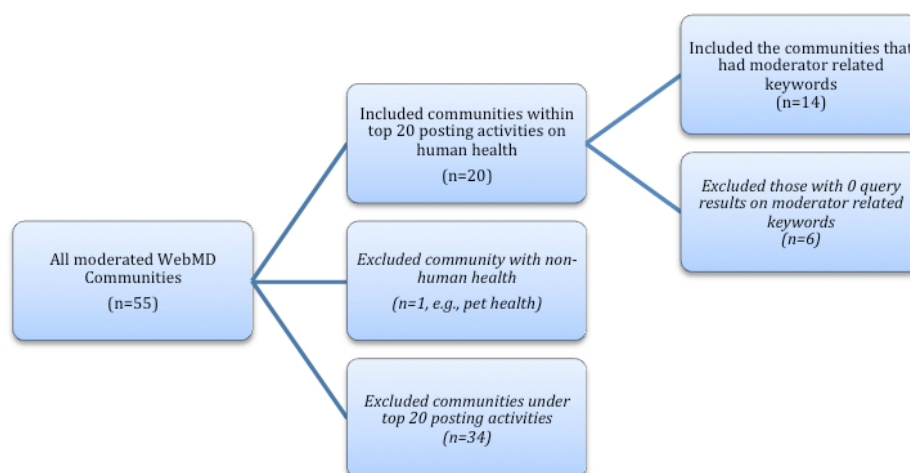 Included the communities that
had moderator related
keywords
(n=14)
Included communities within
top 20 posting activities on
human health
(n=20)
Excluded those with 0 query
results on moderator related
keywords
(n=6)
All moderated WebMD
Communities
(n=55)
Excluded community with non-
human health
(n=1, e.g., pet health)
Excluded communities under
top 20 posting activities
(n=34)